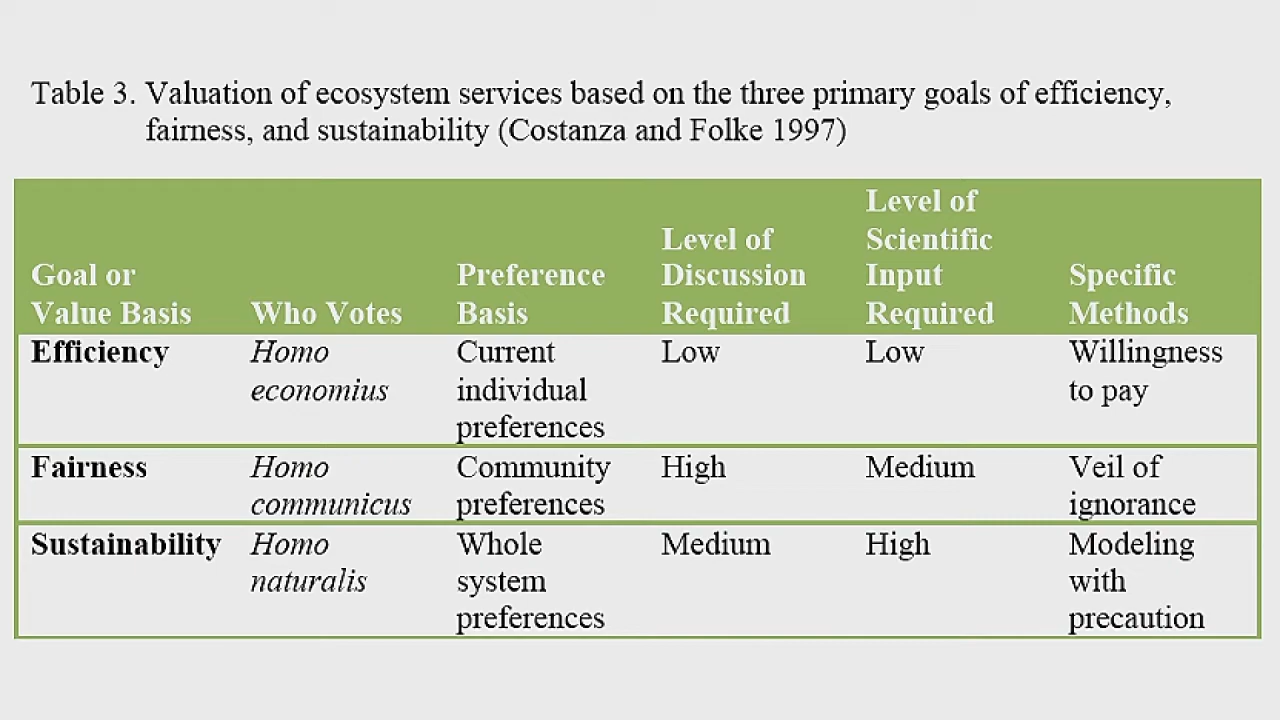 Table 3. Valuation of ecosystem services based on the three primary goals of efficiency,
fairness, and sustainability (Costanza and Folke 1997)
Goal or
Value Basis
Who Votes
Preference
Basis
Level of
Discussion
Required
Level of
Scientific
Input
Required
Specific
Methods
Efficiency
Homo
economius
Current
individual
preferences
Low
Low
Willingness
to pay
Fairness
Homo
communicus
Community
preferences
High
Medium
Veil of
ignorance
Sustainability
Homo
naturalis
Whole
system
preferences
Medium
High
Modeling
with
precaution